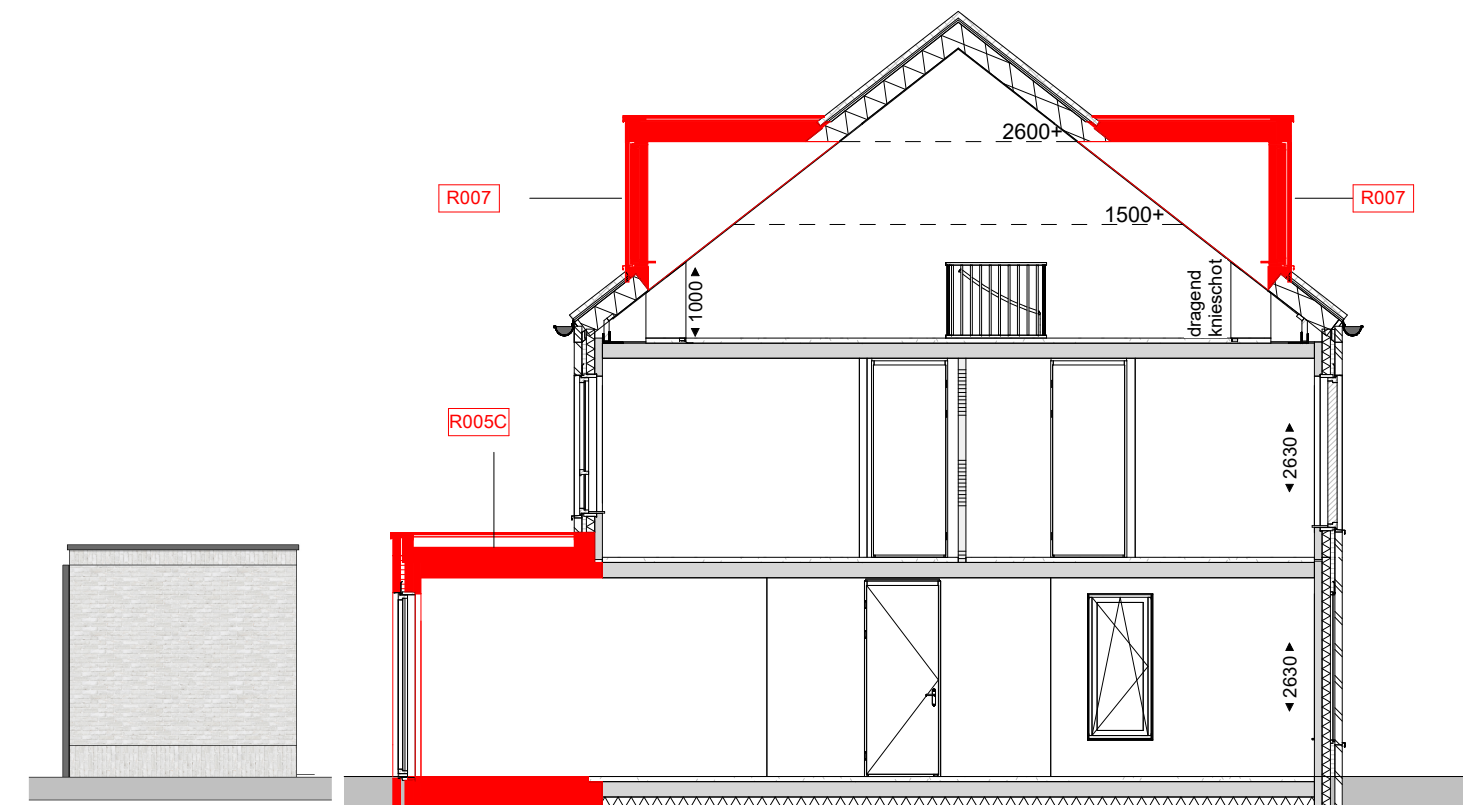 2600+
R007
R007
1500+
◄1000►
dragend
knieschot
R005C
◄2630►
◄2630►